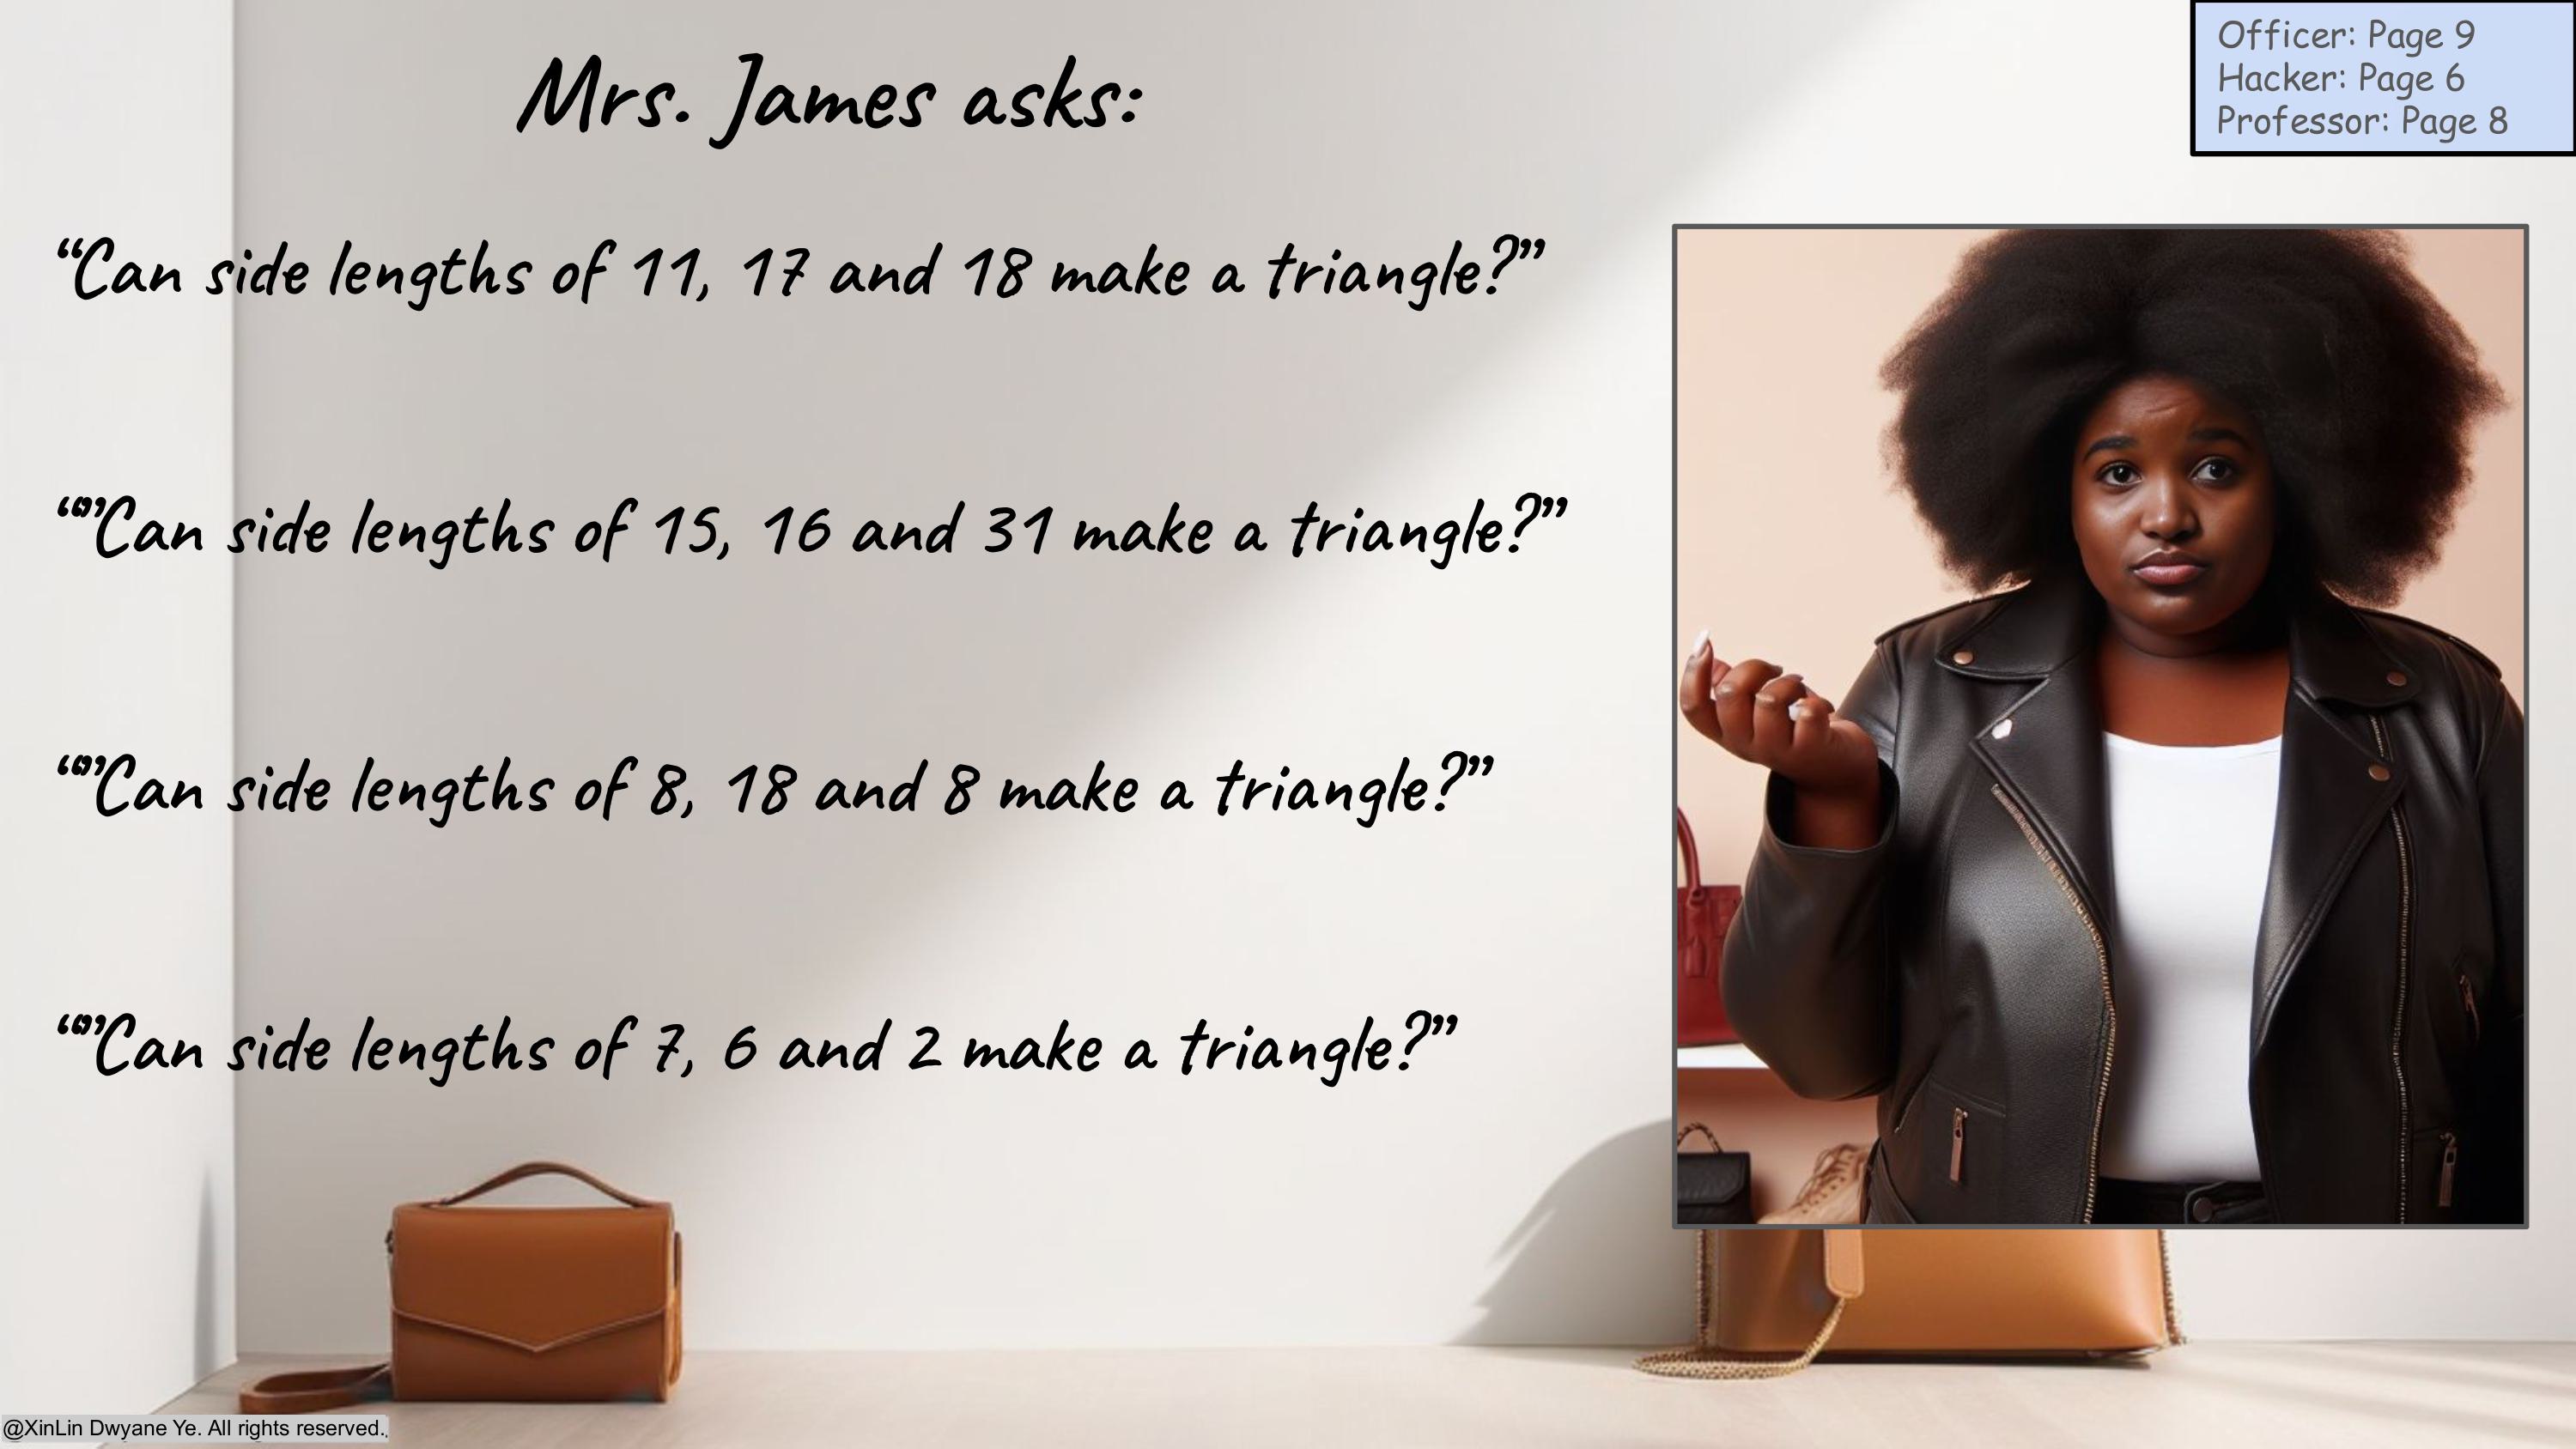 Officer: Page 9
Hacker: Page 6
Professor: Page 8
Mrs. James asks:
“Can side lengths of 11, 17 and 18 make a triangle?”
“”Can side lengths of 15, 16 and 31 make a triangle?”
“”Can side lengths of 8, 18 and 8 make a triangle?”
“”Can side lengths of 7, 6 and 2 make a triangle?”
@XinLin Dwyane Ye. All rights reserved.,